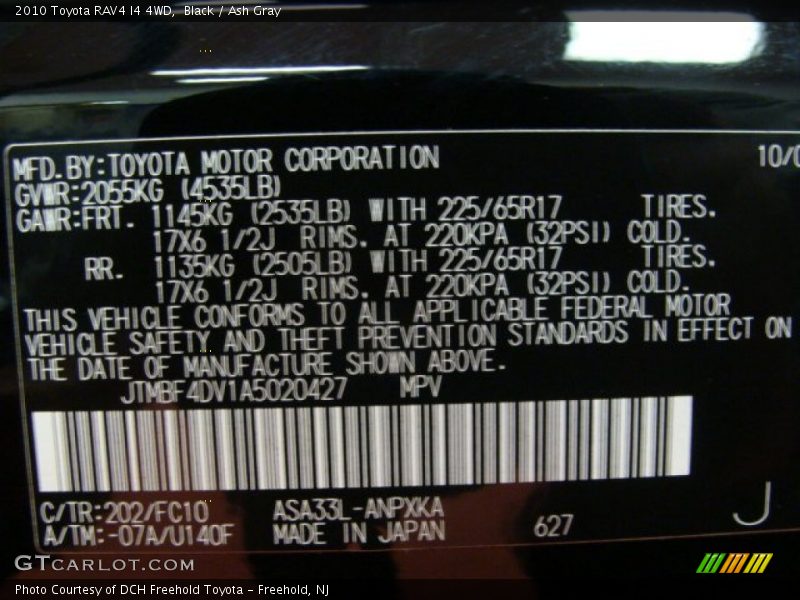 2010 Toyota RAV4 I4 4WD,  Black / Ash Gray
MFD.BY:TOYOTA MOTOR CORPORATION 10/0
GVWR:2055KG (4535LB)
GAWR:FRT. 1145KG (2535LB) WITH 225/65R17 TIRES.
17X6 1/2J RIMS. AT 220KPA (32PSI) COLD.
RR. 1135KG (2505LB) WITH 225/65R17 TIRES.
17X6 1/2J RIMS. AT 220KPA (32PSI) COLD.
THIS VEHICLE CONFORMS TO ALL APPLICABLE FEDERAL MOTOR
VEHICLE SAFETY AND THEFT PREVENTION STANDARDS IN EFFECT ON
THE DATE OF MANUFACTURE SHOWN ABOVE.
JTMBF4DV1A5020427 MPV
C/TR:202/FC10 ASA33L-ANPXKA
A/TM:-07A/U140F MADE IN JAPAN 627 J
GTCARLOT.COM
Photo Courtesy of DCH Freehold Toyota - Freehold, NJ